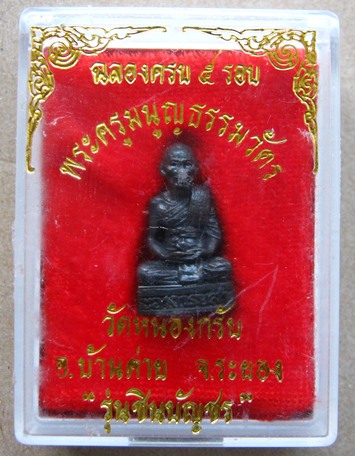 ฉลองครบ ๕ รอบ
พระครูมนูญธรรมวัตร
วัดหนองกรับ
อ.บ้านค่าย จ.ระยอง
"รุ่นชินบัญชร"